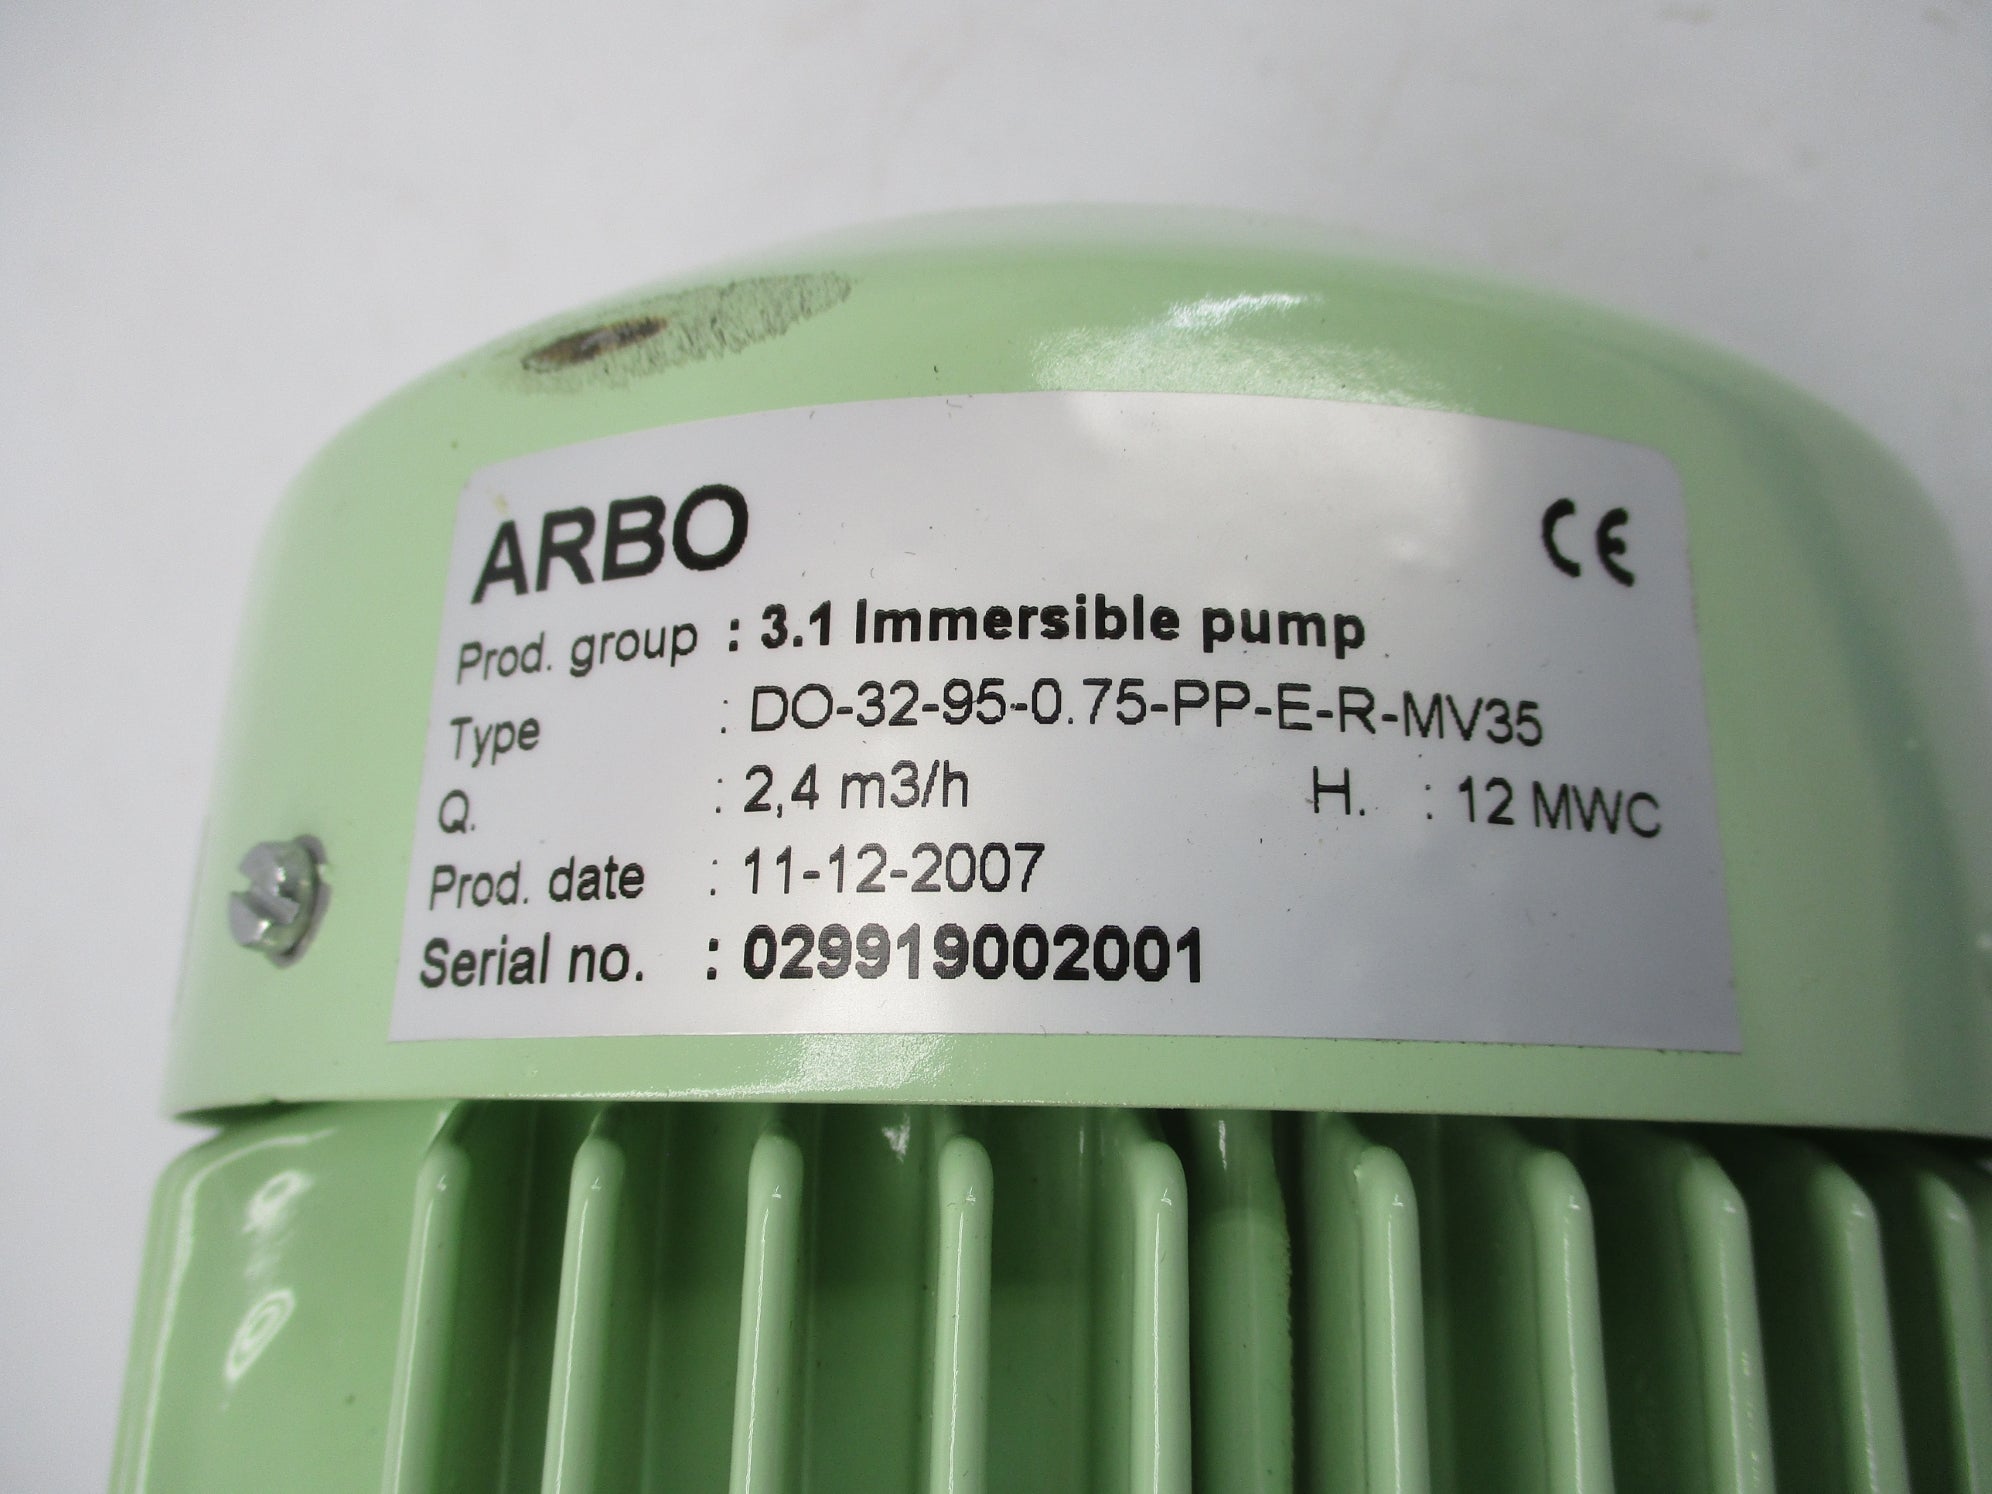 ARBO CE
Prod. group : 3.1 Immersible pump
Type : DO-32-95-0.75-PP-E-R-MV35
Q. : 2,4 m3/h H. : 12 MWC
Prod. date : 11-12-2007
Serial no. : 029919002001